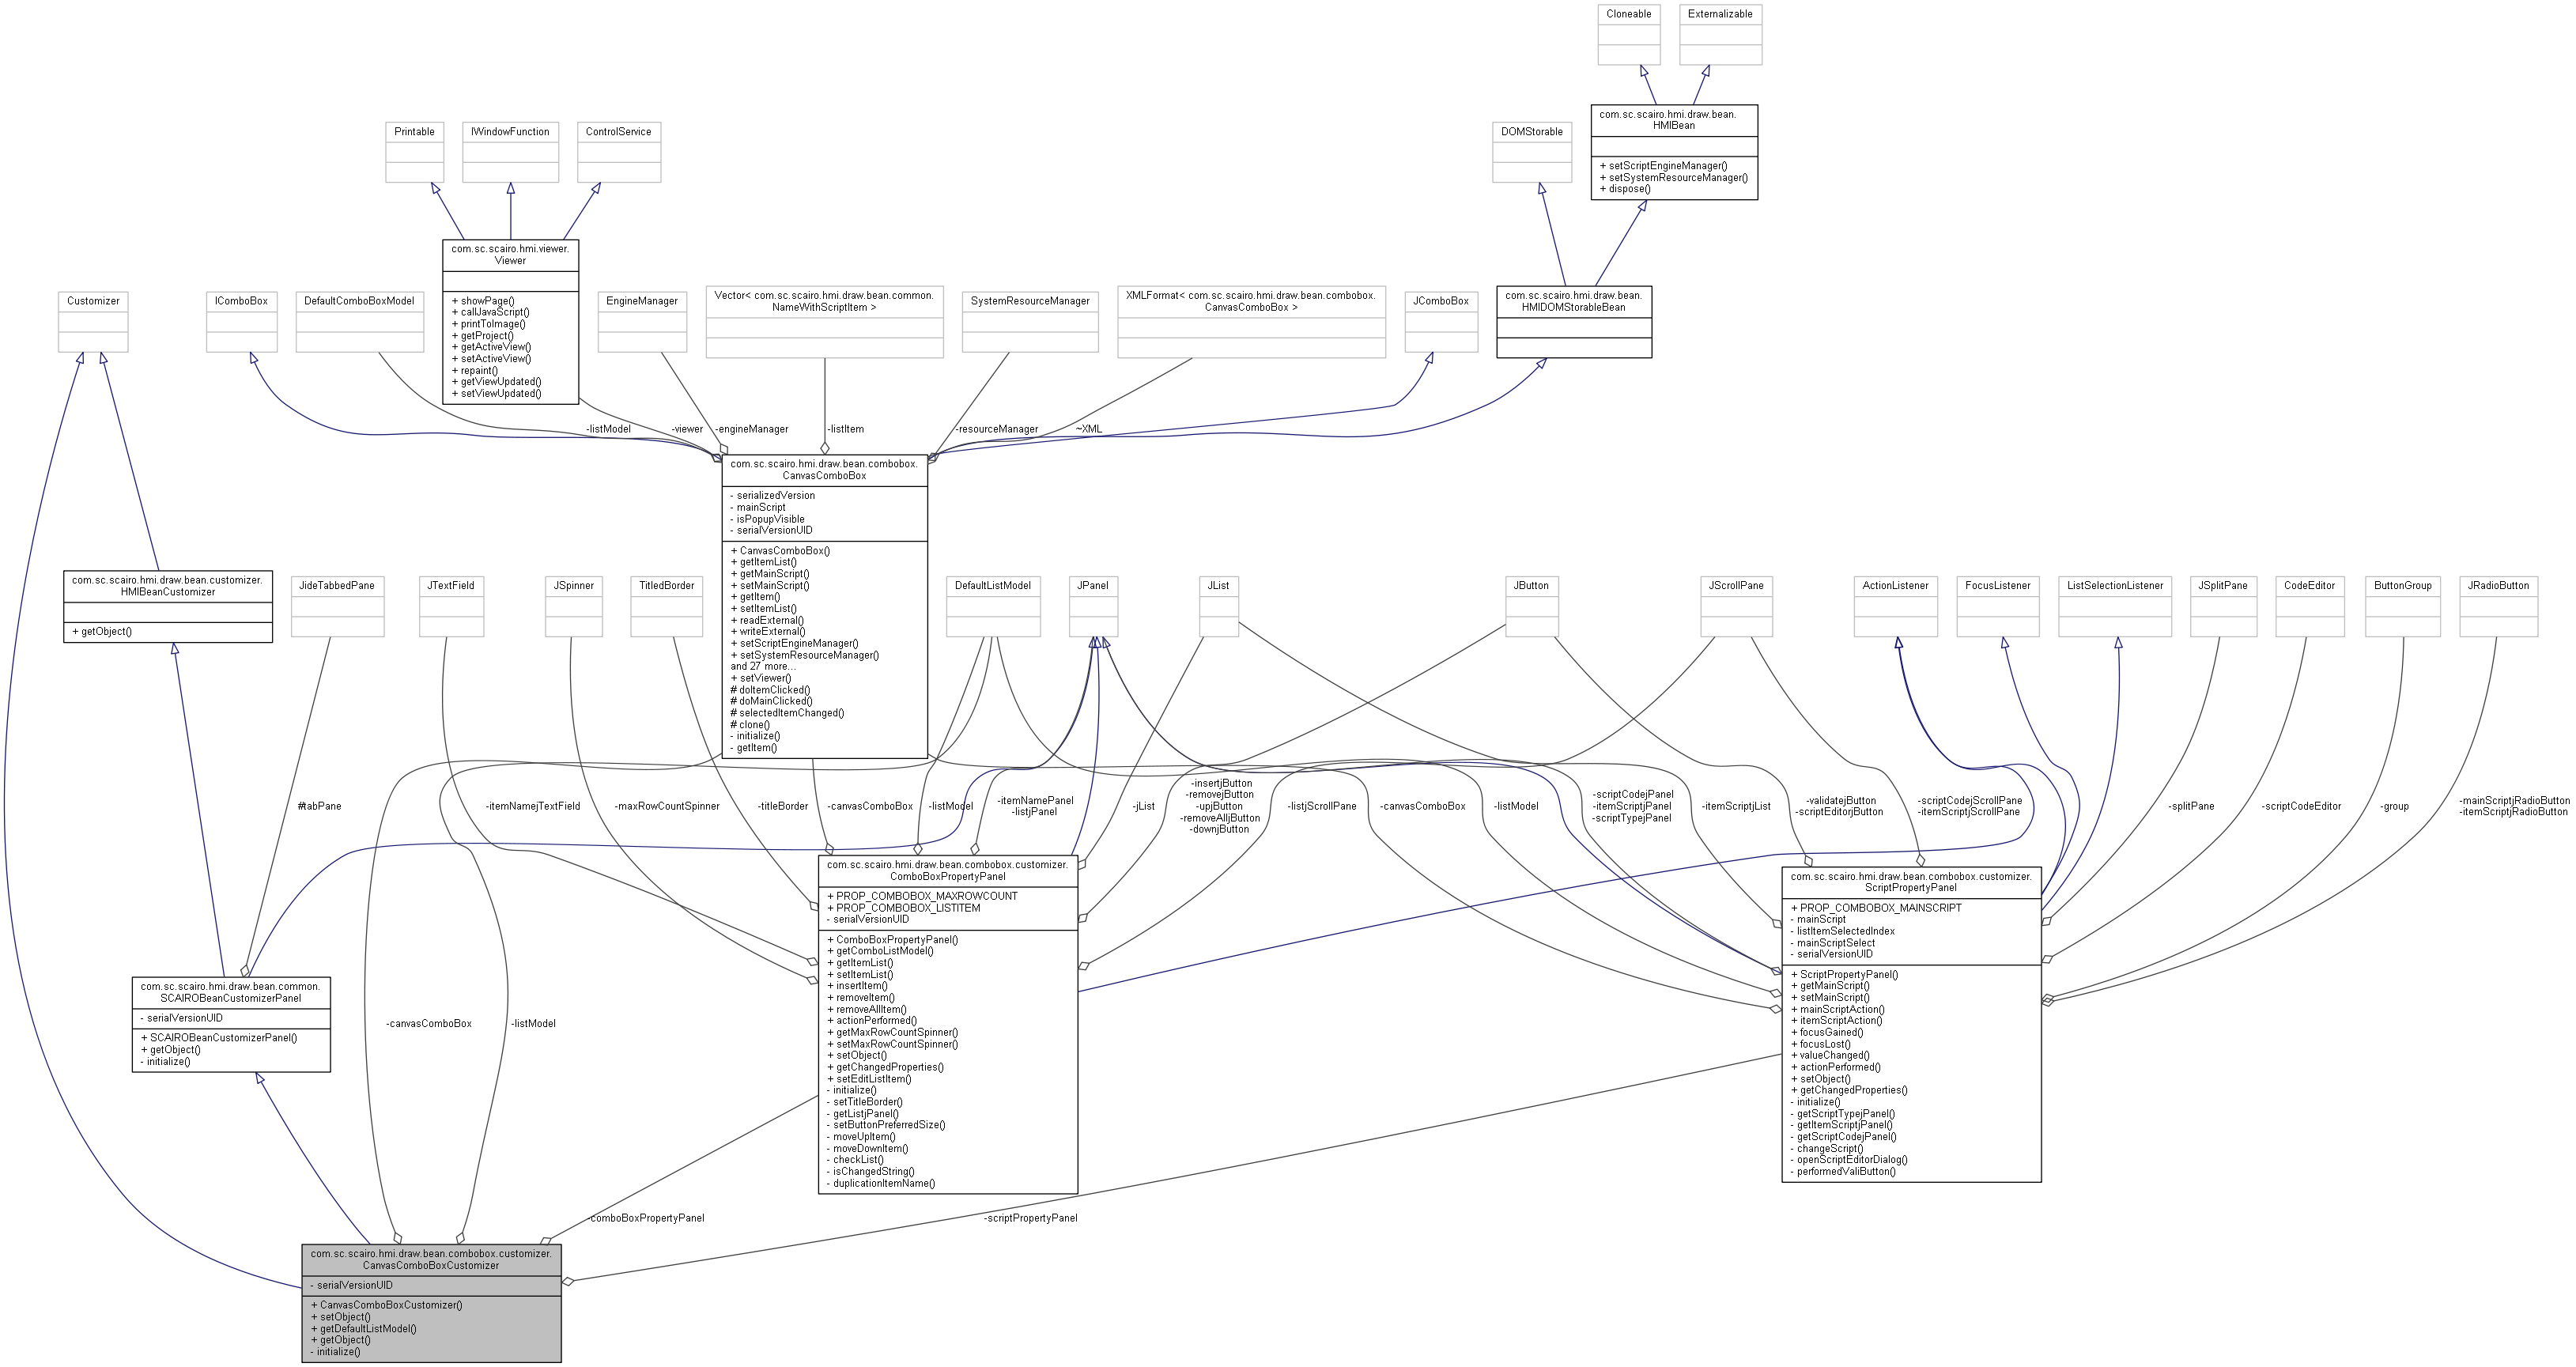 Cloneable
Externalizable
com.sc.scairo.hmi.draw.bean.
HMIBean
+ setScriptEngineManager()
+ setSystemResourceManager()
+ dispose()
Printable
IWindowFunction
ControlService
DOMStorable
com.sc.scairo.hmi.viewer.
Viewer
+ showPage()
+ callJavaScript()
+ printToImage()
+ getProject()
+ getActiveView()
+ setActiveView()
+ repaint()
+ getViewUpdated()
+ setViewUpdated()
Customizer
IComboBox
DefaultComboBoxModel
EngineManager
Vector< com.sc.scairo.hmi.draw.bean.common.
NameWithScriptItem >
SystemResourceManager
XMLFormat< com.sc.scairo.hmi.draw.bean.combobox.
CanvasComboBox >
JComboBox
com.sc.scairo.hmi.draw.bean.
HMIDOMStorableBean
-listModel
-viewer
-engineManager
-listItem
-resourceManager
~XML
com.sc.scairo.hmi.draw.bean.combobox.
CanvasComboBox
- serializedVersion
- mainScript
- isPopupVisible
- serialVersionUID
+ CanvasComboBox()
+ getItemList()
+ getMainScript()
+ setMainScript()
+ getItem()
+ setItemList()
+ readExternal()
+ writeExternal()
+ setScriptEngineManager()
+ setSystemResourceManager()
and 27 more...
+ setViewer()
# doItemClicked()
# doMainClicked()
# selectedItemChanged()
# clone()
- initialize()
- getItem()
com.sc.scairo.hmi.draw.bean.customizer.
HMIBeanCustomizer
+ getObject()
JideTabbedPane
JTextField
JSpinner
TitledBorder
DefaultListModel
JPanel
JList
JButton
JScrollPane
ActionListener
FocusListener
ListSelectionListener
JSplitPane
CodeEditor
ButtonGroup
JRadioButton
#tabPane
-itemNamejTextField
-maxRowCountSpinner
-titleBorder
-canvasComboBox
-listModel
-itemNamePanel
-listjPanel
-jList
-insertjButton
-removejButton
-upjButton
-removeAlljButton
-downjButton
-listjScrollPane
-canvasComboBox
-listModel
-scriptCodejPanel
-itemScriptjPanel
-scriptTypejPanel
-itemScriptjList
-validatejButton
-scriptEditorjButton
-scriptCodejScrollPane
-itemScriptjScrollPane
-splitPane
-scriptCodeEditor
-group
-mainScriptjRadioButton
-itemScriptjRadioButton
com.sc.scairo.hmi.draw.bean.combobox.customizer.
ComboBoxPropertyPanel
+ PROP_COMBOBOX_MAXROWCOUNT
+ PROP_COMBOBOX_LISTITEM
- serialVersionUID
+ ComboBoxPropertyPanel()
+ getComboListModel()
+ getItemList()
+ setItemList()
+ insertItem()
+ removeItem()
+ removeAllItem()
+ actionPerformed()
+ getMaxRowCountSpinner()
+ setMaxRowCountSpinner()
+ setObject()
+ getChangedProperties()
+ setEditListItem()
- initialize()
- setTitleBorder()
- getListjPanel()
- setButtonPreferredSize()
- moveUpItem()
- moveDownItem()
- checkList()
- isChangedString()
- duplicationItemName()
com.sc.scairo.hmi.draw.bean.combobox.customizer.
ScriptPropertyPanel
+ PROP_COMBOBOX_MAINSCRIPT
- mainScript
- listItemSelectedIndex
- mainScriptSelect
- serialVersionUID
+ ScriptPropertyPanel()
+ getMainScript()
+ setMainScript()
+ mainScriptAction()
+ itemScriptAction()
+ focusGained()
+ focusLost()
+ valueChanged()
+ actionPerformed()
+ setObject()
+ getChangedProperties()
- initialize()
- getScriptTypejPanel()
- getItemScriptjPanel()
- getScriptCodejPanel()
- changeScript()
- openScriptEditorDialog()
- performedValiButton()
com.sc.scairo.hmi.draw.bean.common.
SCAIROBeanCustomizerPanel
- serialVersionUID
+ SCAIROBeanCustomizerPanel()
+ getObject()
- initialize()
-canvasComboBox
-listModel
-comboBoxPropertyPanel
-scriptPropertyPanel
com.sc.scairo.hmi.draw.bean.combobox.customizer.
CanvasComboBoxCustomizer
- serialVersionUID
+ CanvasComboBoxCustomizer()
+ setObject()
+ getDefaultListModel()
+ getObject()
- initialize()